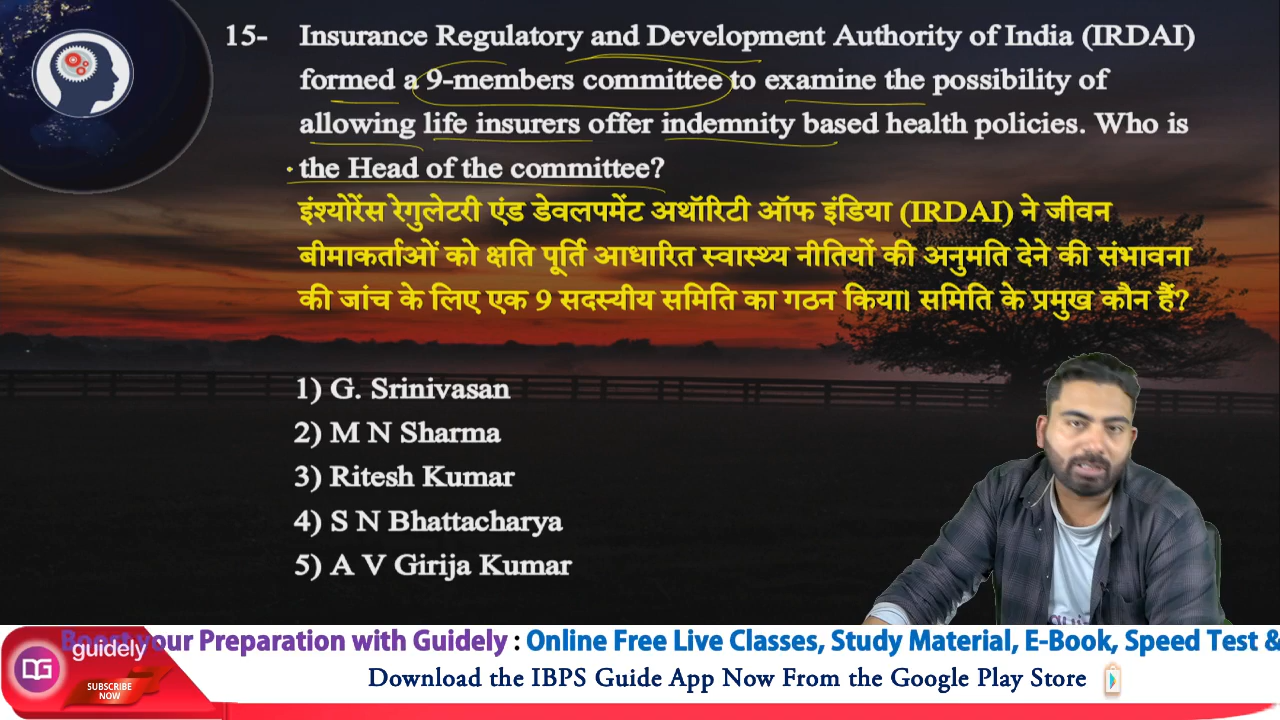 15- Insurance Regulatory and Development Authority of India (IRDAI)
formed a 9-members committee to examine the possibility of
allowing life insurers offer indemnity based health policies. Who is
the Head of the committee?
इंश्योरेंस रेगुलेटरी एंड डेवलपमेंट अथॉरिटी ऑफ इंडिया (IRDAI) ने जीवन
बीमाकर्ताओं को क्षति पूर्ति आधारित स्वास्थ्य नीतियों की अनुमति देने की संभावना
की जांच के लिए एक 9 सदस्यीय समिति का गठन किया। समिति के प्रमुख कौन हैं?
1) G. Srinivasan
2) M N Sharma
3) Ritesh Kumar
4) S N Bhattacharya
5) A V Girija Kumar
Boost your Preparation with Guidely : Online Free Live Classes, Study Material, E-Book, Speed Test &
guidely
SUBSCRIBE
NOW
Download the IBPS Guide App Now From the Google Play Store